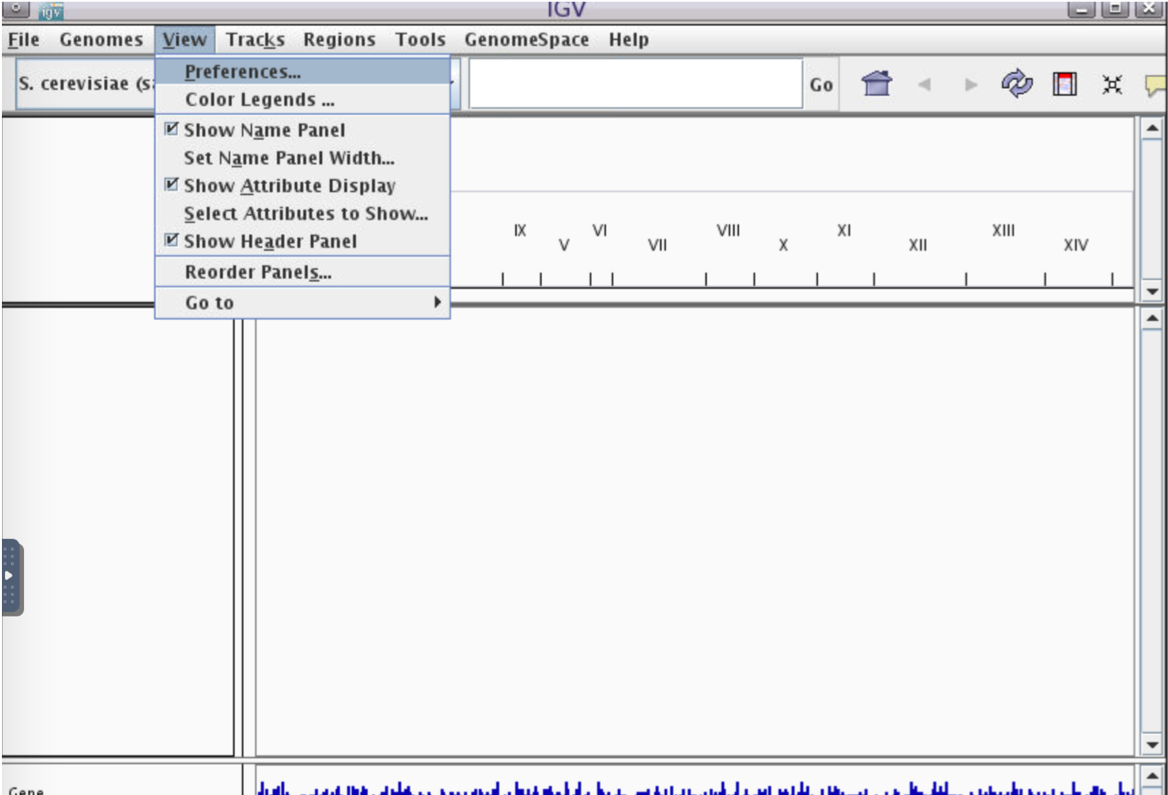 IGV
File Genomes View Tracks Regions Tools GenomeSpace Help
S. cerevisiae Go
Preferences...
Color Legends ...
Show Name Panel
Set Name Panel Width...
Show Attribute Display
Select Attributes to Show...
Show Header Panel
Reorder Panels...
Go to
IX V VI VII VIII X XI XII XIII XIV
Gene